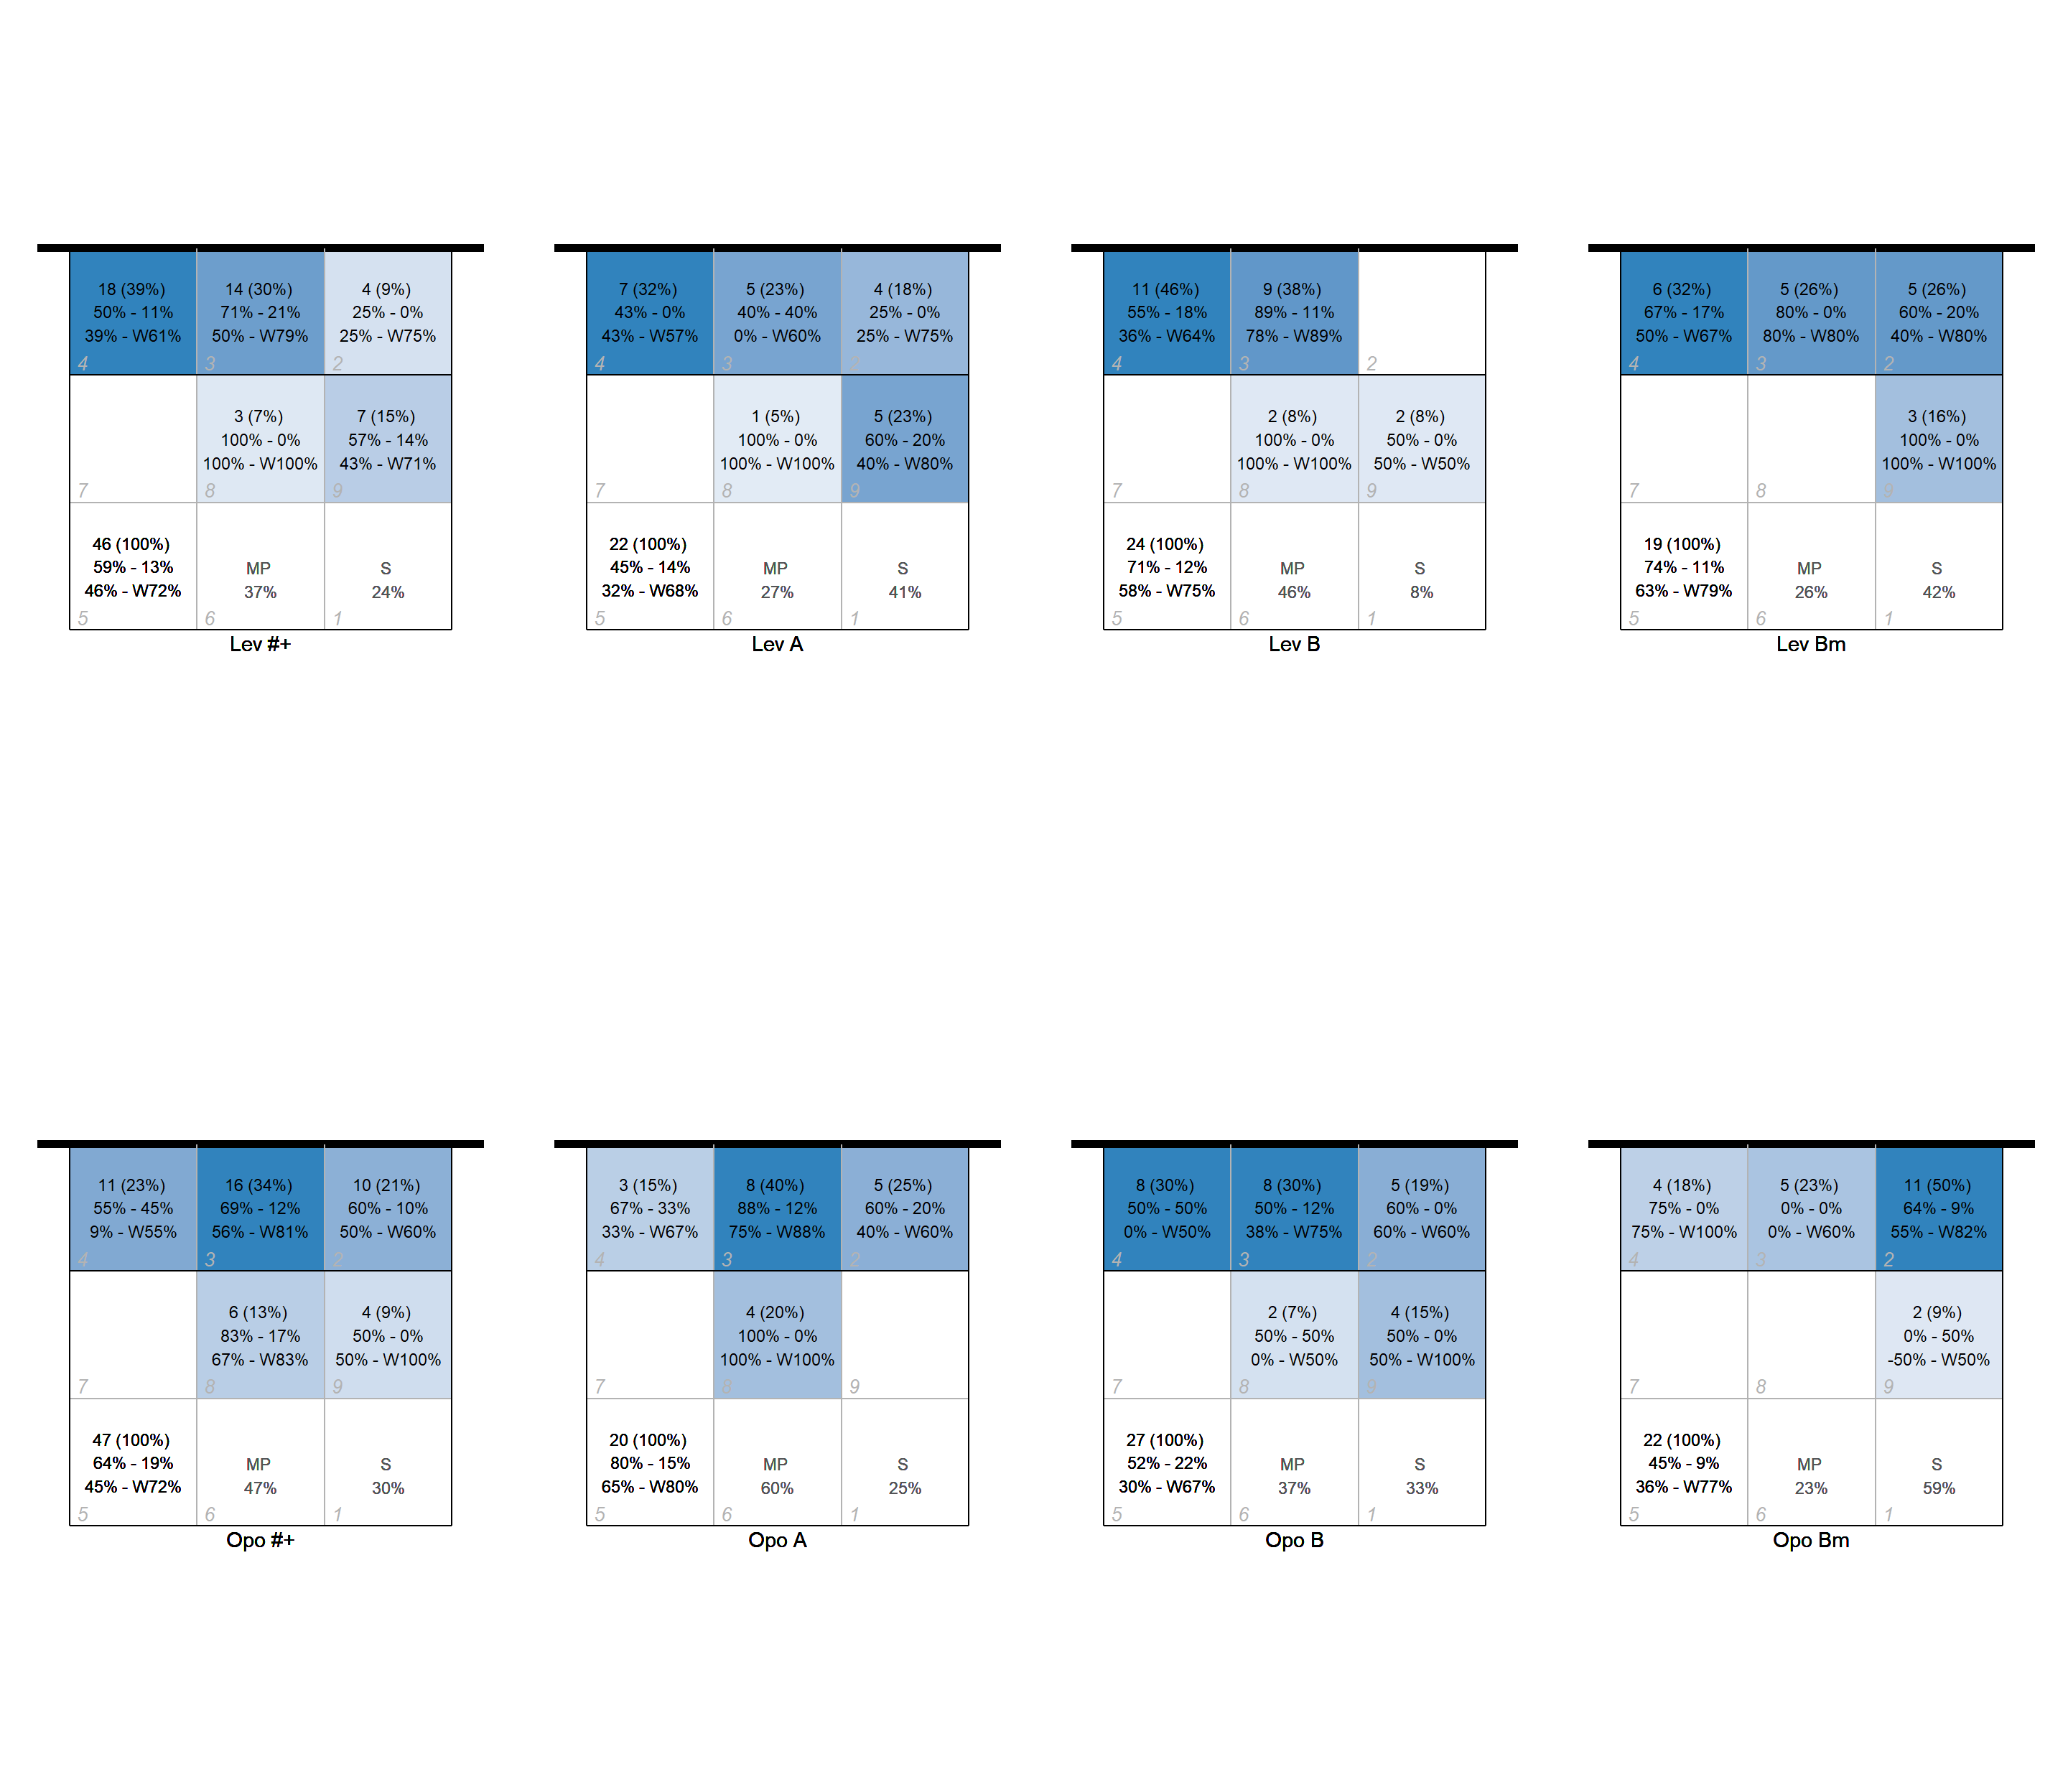 18 (39%)
50% - 11%
39% - W61%
4
14 (30%)
71% - 21%
50% - W79%
3
4 (9%)
25% - 0%
25% - W75%
2
7
3 (7%)
100% - 0%
100% - W100%
8
7 (15%)
57% - 14%
43% - W71%
9
46 (100%)
59% - 13%
46% - W72%
5
MP
37%
6
S
24%
1
Lev #+
7 (32%)
43% - 0%
43% - W57%
4
5 (23%)
40% - 40%
0% - W60%
3
4 (18%)
25% - 0%
25% - W75%
2
7
1 (5%)
100% - 0%
100% - W100%
8
5 (23%)
60% - 20%
40% - W80%
9
22 (100%)
45% - 14%
32% - W68%
5
MP
27%
6
S
41%
1
Lev A
11 (46%)
55% - 18%
36% - W64%
4
9 (38%)
89% - 11%
78% - W89%
3
2
7
2 (8%)
100% - 0%
100% - W100%
8
2 (8%)
50% - 0%
50% - W50%
9
24 (100%)
71% - 12%
58% - W75%
5
MP
46%
6
S
8%
1
Lev B
6 (32%)
67% - 17%
50% - W67%
4
5 (26%)
80% - 0%
80% - W80%
3
5 (26%)
60% - 20%
40% - W80%
2
7
8
3 (16%)
100% - 0%
100% - W100%
9
19 (100%)
74% - 11%
63% - W79%
5
MP
26%
6
S
42%
1
Lev Bm
11 (23%)
55% - 45%
9% - W55%
4
16 (34%)
69% - 12%
56% - W81%
3
10 (21%)
60% - 10%
50% - W60%
2
7
6 (13%)
83% - 17%
67% - W83%
8
4 (9%)
50% - 0%
50% - W100%
9
47 (100%)
64% - 19%
45% - W72%
5
MP
47%
6
S
30%
1
Opo #+
3 (15%)
67% - 33%
33% - W67%
4
8 (40%)
88% - 12%
75% - W88%
3
5 (25%)
60% - 20%
40% - W60%
2
7
4 (20%)
100% - 0%
100% - W100%
8
9
20 (100%)
80% - 15%
65% - W80%
5
MP
60%
6
S
25%
1
Opo A
8 (30%)
50% - 50%
0% - W50%
4
8 (30%)
50% - 12%
38% - W75%
3
5 (19%)
60% - 0%
60% - W60%
2
7
2 (7%)
50% - 50%
0% - W50%
8
4 (15%)
50% - 0%
50% - W100%
9
27 (100%)
52% - 22%
30% - W67%
5
MP
37%
6
S
33%
1
Opo B
4 (18%)
75% - 0%
75% - W100%
4
5 (23%)
0% - 0%
0% - W60%
3
11 (50%)
64% - 9%
55% - W82%
2
7
8
2 (9%)
0% - 50%
-50% - W50%
9
22 (100%)
45% - 9%
36% - W77%
5
MP
23%
6
S
59%
1
Opo Bm